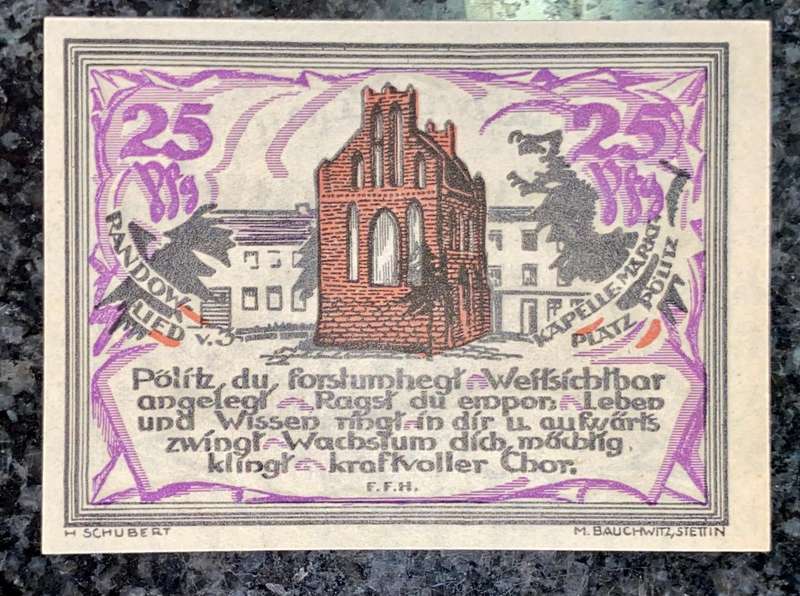 25 Pfg
25 Pfg
RANDOW-
LIED v. 3
KAPELLE, MARKT
PLATZ PÖLITZ
Pölitz, du forstumhegt Weitsichtbar
angelegt Ragst du empor. Leben
und Wissen ringt in dir u. aufwärts
zwingt Wachstum dich, mächtig
klingt kraftvoller Chor.
F.F.H.
H SCHUBERT
M. BAUCHWITZ, STETTIN